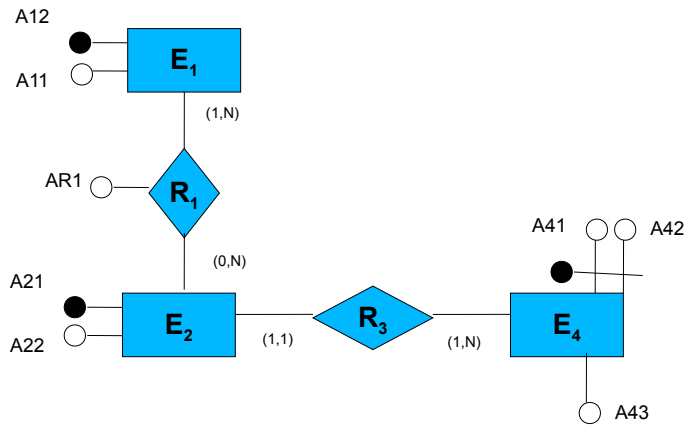 A12
E1
A11
(1,N)
AR1
R1
A41
A42
(0,N)
A21
E2
R3
E4
(1,1)
(1,N)
A22
A43